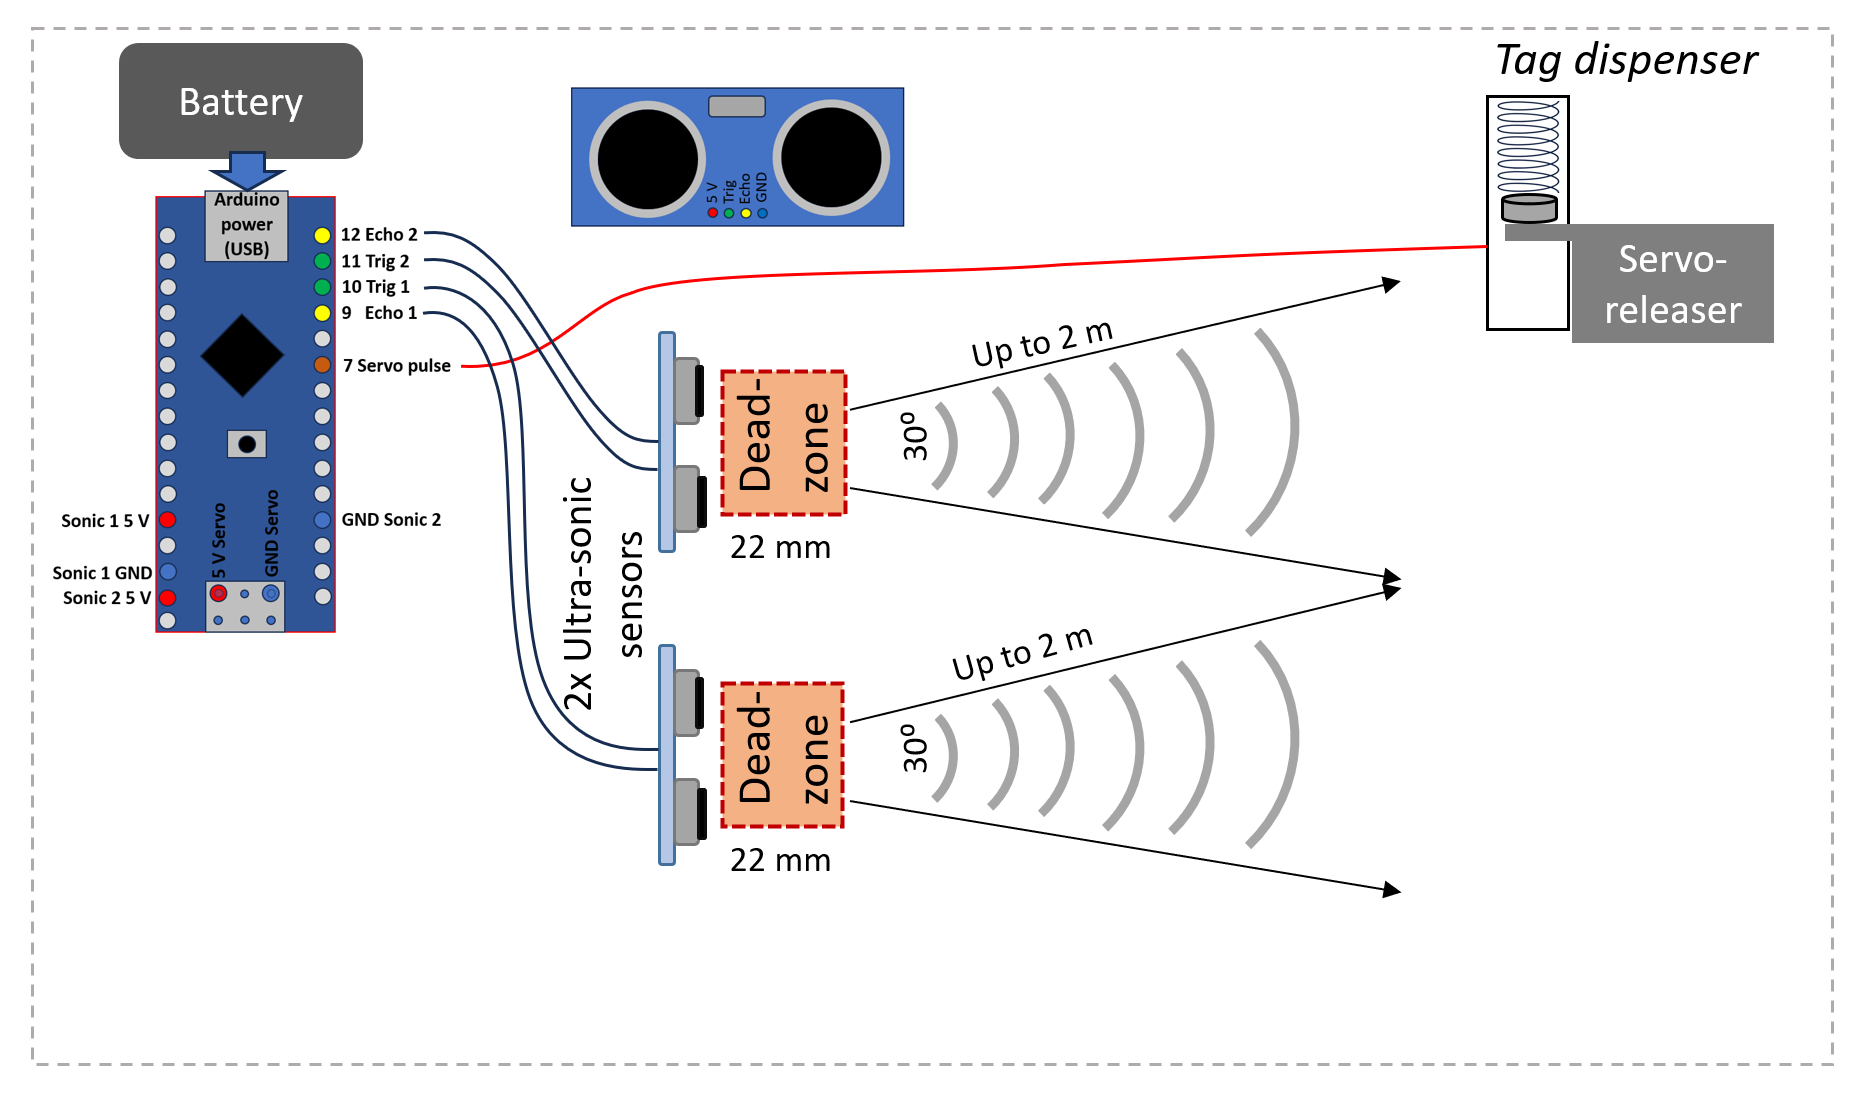 Tag dispenser
Battery
Arduino
power
(USB)
5 V
Trig
Echo
GND
12 Echo 2
11 Trig 2
10 Trig 1
9 Echo 1
7 Servo pulse
Servo-
releaser
Up to 2 m
Dead-
zone
30º
22 mm
2x Ultra-sonic
sensors
Sonic 1 5 V
Sonic 1 GND
Sonic 2 5 V
5 V Servo
GND Servo
GND Sonic 2
Up to 2 m
Dead-
zone
30º
22 mm